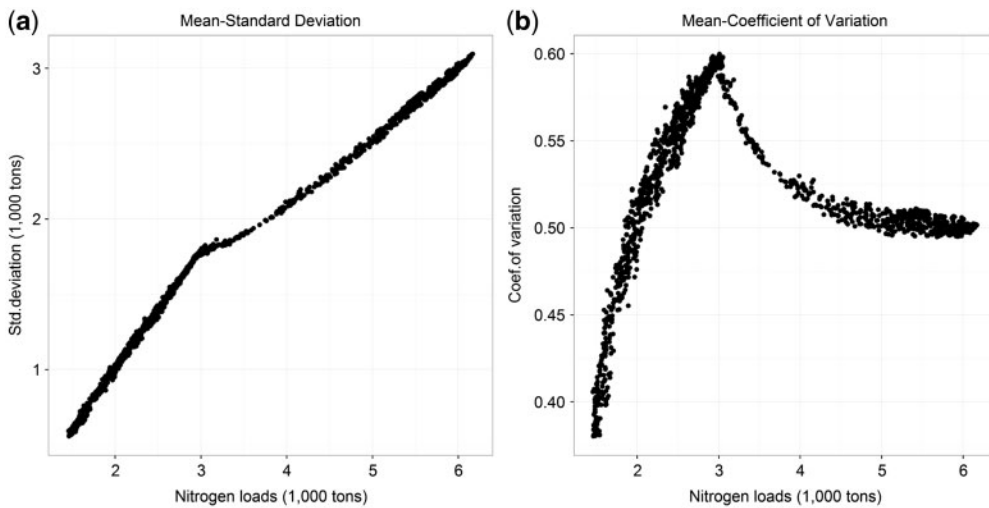 (a)
Mean-Standard Deviation
3
2
1
Std.deviation (1,000 tons)
2 3 4 5 6
Nitrogen loads (1,000 tons)
(b)
Mean-Coefficient of Variation
0.60
0.55
0.50
0.45
0.40
Coef.of variation
2 3 4 5 6
Nitrogen loads (1,000 tons)